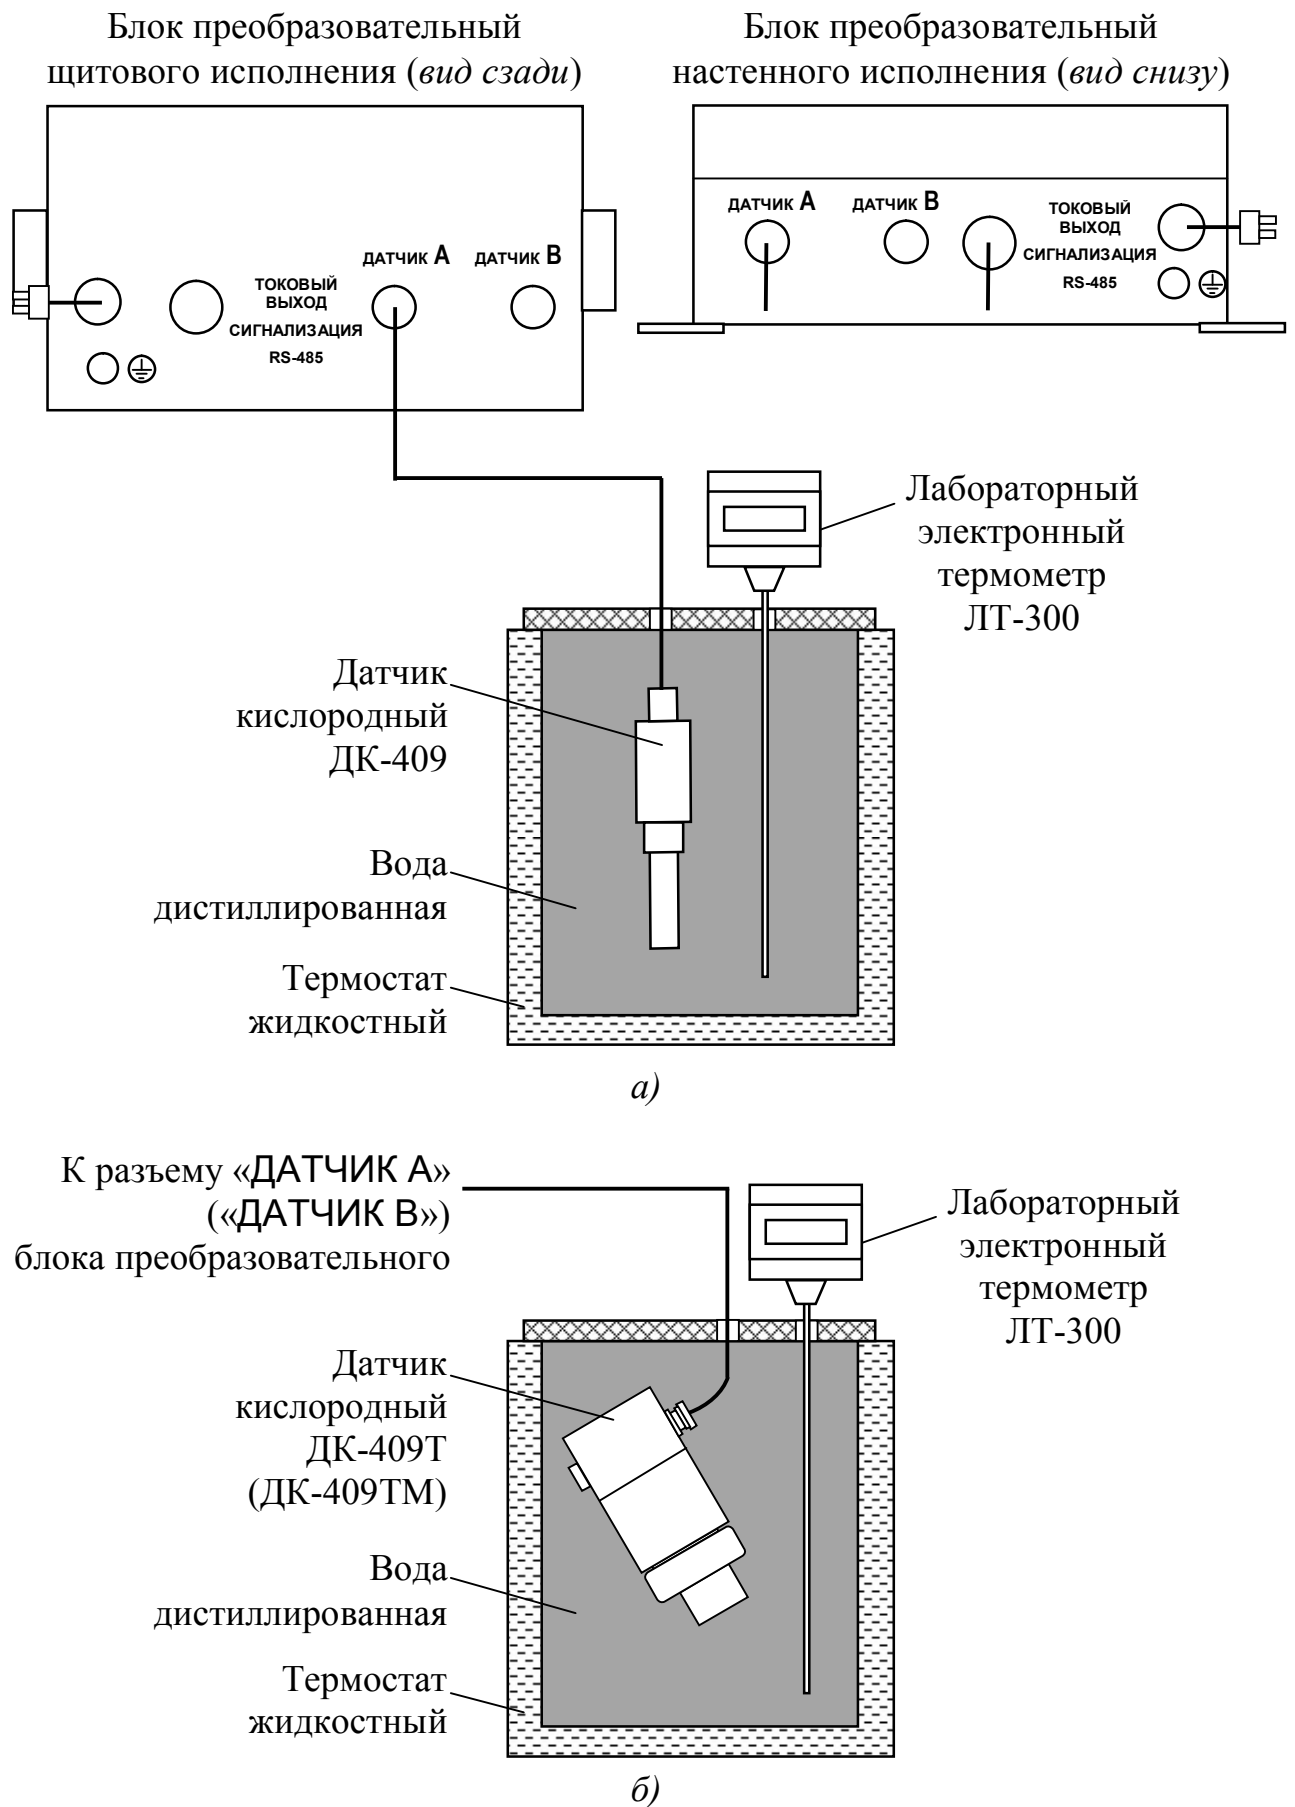 Блок преобразовательный
щитового исполнения (вид сзади)
Блок преобразовательный
настенного исполнения (вид снизу)
ДАТЧИК А
ДАТЧИК В
ТОКОВЫЙ
ВЫХОД
СИГНАЛИЗАЦИЯ
RS-485
ДАТЧИК А
ДАТЧИК В
ТОКОВЫЙ
ВЫХОД
СИГНАЛИЗАЦИЯ
RS-485
Лабораторный
электронный
термометр
ЛТ-300
Датчик
кислородный
ДК-409
Вода
дистиллированная
Термостат
жидкостный
а)
К разъему «ДАТЧИК А»
(«ДАТЧИК В»)
блока преобразовательного
Лабораторный
электронный
термометр
ЛТ-300
Датчик
кислородный
ДК-409Т
(ДК-409ТМ)
Вода
дистиллированная
Термостат
жидкостный
б)